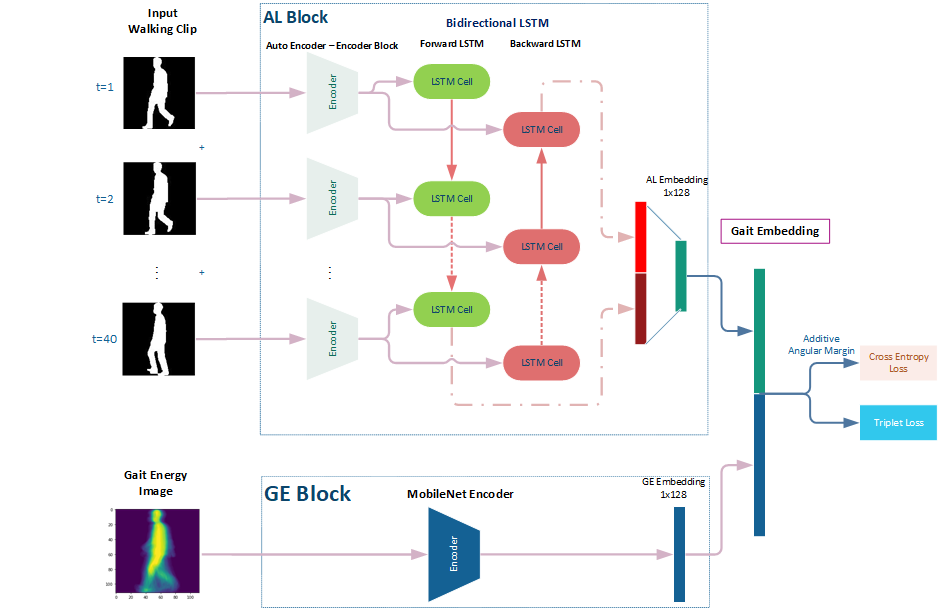 Input
Walking Clip
AL Block
Bidirectional LSTM
Auto Encoder – Encoder Block
Forward LSTM
Backward LSTM
t=1
Encoder
LSTM Cell
LSTM Cell
+
t=2
Encoder
LSTM Cell
LSTM Cell
AL Embedding
1x128
Gait Embedding
⋮
+
⋮
t=40
Encoder
LSTM Cell
LSTM Cell
Additive
Angular Margin
Cross Entropy
Loss
Triplet Loss
Gait Energy
Image
GE Block
MobileNet Encoder
GE Embedding
1x128
Encoder
0
20
40
60
80
100
0 20 40 60 80 100